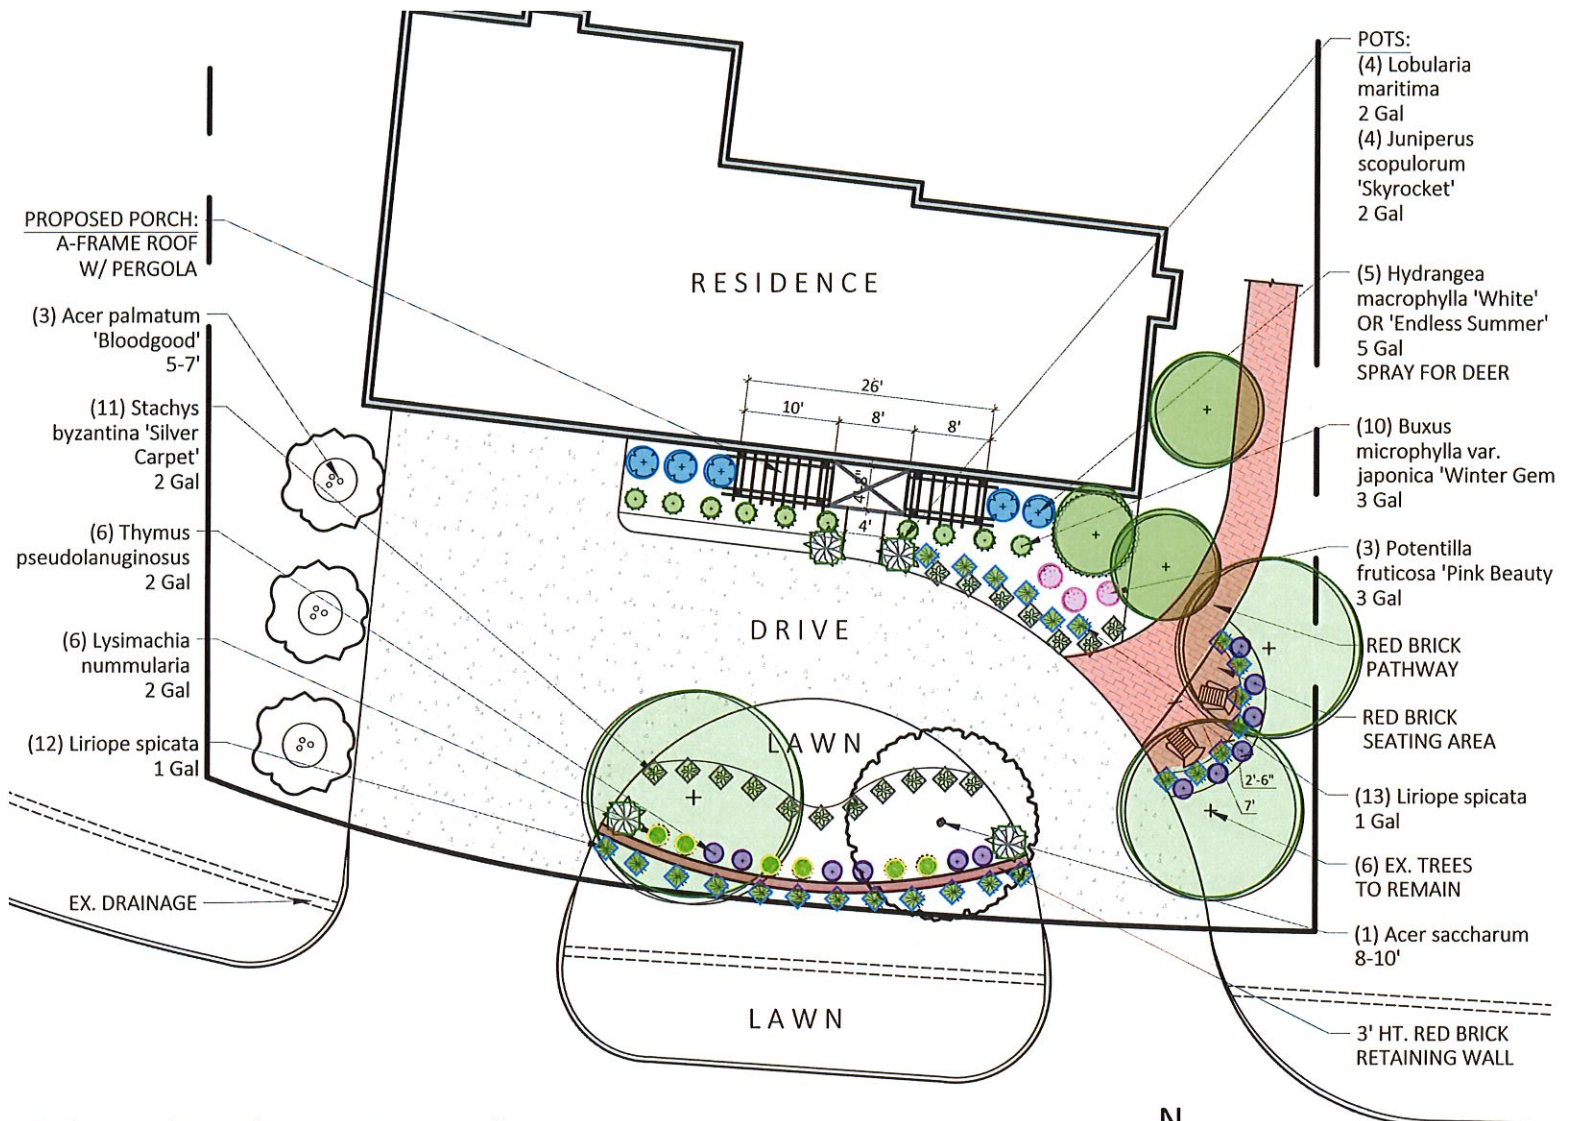 PROPOSED PORCH:
A-FRAME ROOF
W/ PERGOLA
(3) Acer palmatum
'Bloodgood'
5-7'
(11) Stachys
byzantina 'Silver
Carpet'
2 Gal
(6) Thymus
pseudolanuginosus
2 Gal
(6) Lysimachia
nummularia
2 Gal
(12) Liriope spicata
1 Gal
EX. DRAINAGE
RESIDENCE
26'
10'
8'
8'
4'
DRIVE
LAWN
LAWN
2'-6"
7'
N
POTS:
(4) Lobularia
maritima
2 Gal
(4) Juniperus
scopulorum
'Skyrocket'
2 Gal
(5) Hydrangea
macrophylla 'White'
OR 'Endless Summer'
5 Gal
SPRAY FOR DEER
(10) Buxus
microphylla var.
japonica 'Winter Gem
3 Gal
(3) Potentilla
fruticosa 'Pink Beauty
3 Gal
RED BRICK
PATHWAY
RED BRICK
SEATING AREA
(13) Liriope spicata
1 Gal
(6) EX. TREES
TO REMAIN
(1) Acer saccharum
8-10'
3' HT. RED BRICK
RETAINING WALL